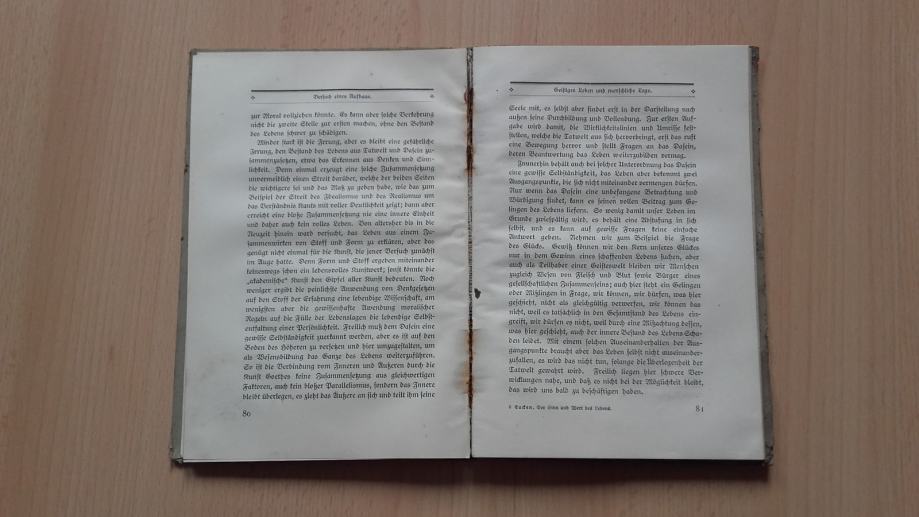 Versuch eines Aufbaus.
zur Moral vollziehen könnte. Es kann aber solche Verkehrung
nicht die zweite Stelle zur ersten machen, ohne den Bestand
des Lebens schwer zu schädigen.
Minder stark ist die Irrung, aber es bleibt eine gefährliche
Irrung, den Bestand des Lebens aus Tatwelt und Dasein zu-
sammenzusetzen, etwa das Erkennen aus Denken und Sinn-
lichkeit. Denn einmal erzeugt eine solche Zusammensetzung
unvermeidlich einen Streit darüber, welche der beiden Seiten
die wichtigere sei und das Maß zu geben habe, wie das zum
Beispiel der Streit des Idealismus und des Realismus um
das Verständnis Kants mit voller Deutlichkeit zeigt; dann aber
erreicht eine bloße Zusammensetzung nie eine innere Einheit
und daher auch kein volles Leben. Von altersher bis in die
Neuzeit hinein ward versucht, das Leben aus einem Zu-
sammenwirken von Stoff und Form zu erklären, aber das
genügt nicht einmal für die Kunst, die jener Versuch zunächst
im Auge hatte. Denn Form und Stoff ergeben miteinander
keineswegs schon ein lebensvolles Kunstwerk; sonst könnte die
„akademische“ Kunst den Gipfel aller Kunst bedeuten. Noch
weniger ergibt die peinlichste Anwendung von Denkgesetzen
auf den Stoff der Erfahrung eine lebendige Wissenschaft, am
wenigsten aber die gewissenhafte Anwendung moralischer
Regeln auf die Fülle der Lebenslagen die lebendige Selbst-
entfaltung einer Persönlichkeit. Freilich muß dem Dasein eine
gewisse Selbständigkeit zuerkannt werden, aber es ist auf den
Boden des Höheren zu versetzen und hier umzugestalten, um
als Wesensbildung das Ganze des Lebens weiterzuführen.
So ist die Verbindung vom Inneren und Äußeren durch die
Kunst Goethes keine Zusammensetzung aus gleichwertigen
Faktoren, auch kein bloßer Parallelismus, sondern das Innere
bleibt überlegen, es zieht das Äußere an sich und teilt ihm seine
80
Geistiges Leben und menschliche Lage.
Seele mit, es selbst aber findet erst in der Darstellung nach
außen seine Durchbildung und Vollendung. Zur ersten Auf-
gabe wird damit, die Wirklichkeitslinien und Umrisse fest-
stellen, welche die Tatwelt aus sich hervorbringt, erst das ruft
eine Bewegung hervor und stellt Fragen an das Dasein,
deren Beantwortung das Leben weiterzubilden vermag.
Immerhin behält auch bei solcher Unterordnung das Dasein
eine gewisse Selbständigkeit, das Leben aber bekommt zwei
Ausgangspunkte, die sich nicht miteinander vermengen dürfen.
Nur wenn das Dasein eine unbefangene Betrachtung und
Würdigung findet, kann es seinen vollen Beitrag zum Ge-
lingen des Lebens liefern. So wenig damit unser Leben im
Grunde zwiespältig wird, es behält eine Abstufung in sich
selbst, und es kann auf gewisse Fragen keine einfache
Antwort geben. Nehmen wir zum Beispiel die Frage
des Glücks. Gewiß können wir den Kern unseres Glücks
nur in dem Gewinn eines schaffenden Lebens suchen, aber
auch als Teilhaber einer Geisteswelt bleiben wir Menschen
zugleich Wesen von Fleisch und Blut sowie Bürger eines
gesellschaftlichen Zusammenseins; auch hier steht ein Gelingen
oder Mißlingen in Frage, wir können, wir dürfen, was hier
geschieht, nicht als gleichgültig verwerfen, wir können das
nicht, weil es tatsächlich in den Gesamtstand des Lebens ein-
greift, wir dürfen es nicht, weil durch eine Mißachtung dessen,
was hier geschieht, auch der innere Bestand des Lebens Scha-
den leidet. Mit einem solchen Auseinanderhalten der Aus-
gangspunkte braucht aber das Leben selbst nicht auseinander-
zufallen, es wird das nicht tun, solange die Überlegenheit der
Tatwelt gewahrt wird. Freilich liegen hier schwere Ver-
wicklungen nahe, und daß es nicht bei der Möglichkeit bleibt,
das wird uns bald zu beschäftigen haben.
6 Eucken, Der Sinn und Wert des Lebens.
81